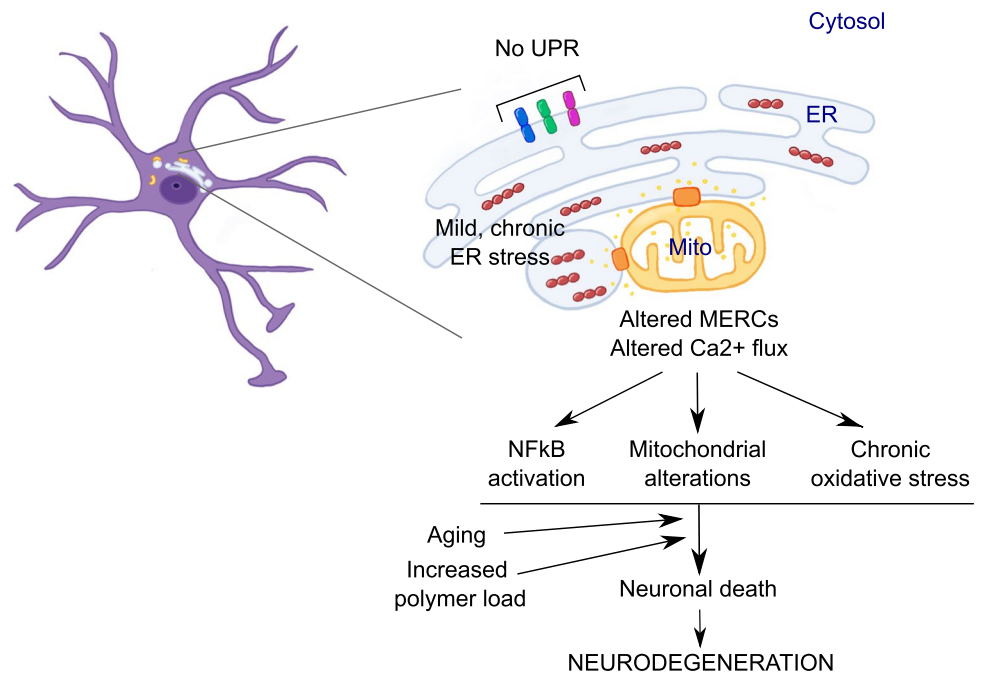 Cytosol
No UPR
ER
Mild, chronic
ER stress
Mito
Altered MERCs
Altered Ca2+ flux
NFkB
activation
Mitochondrial
alterations
Chronic
oxidative stress
Aging
Increased
polymer load
Neuronal death
NEURODEGENERATION